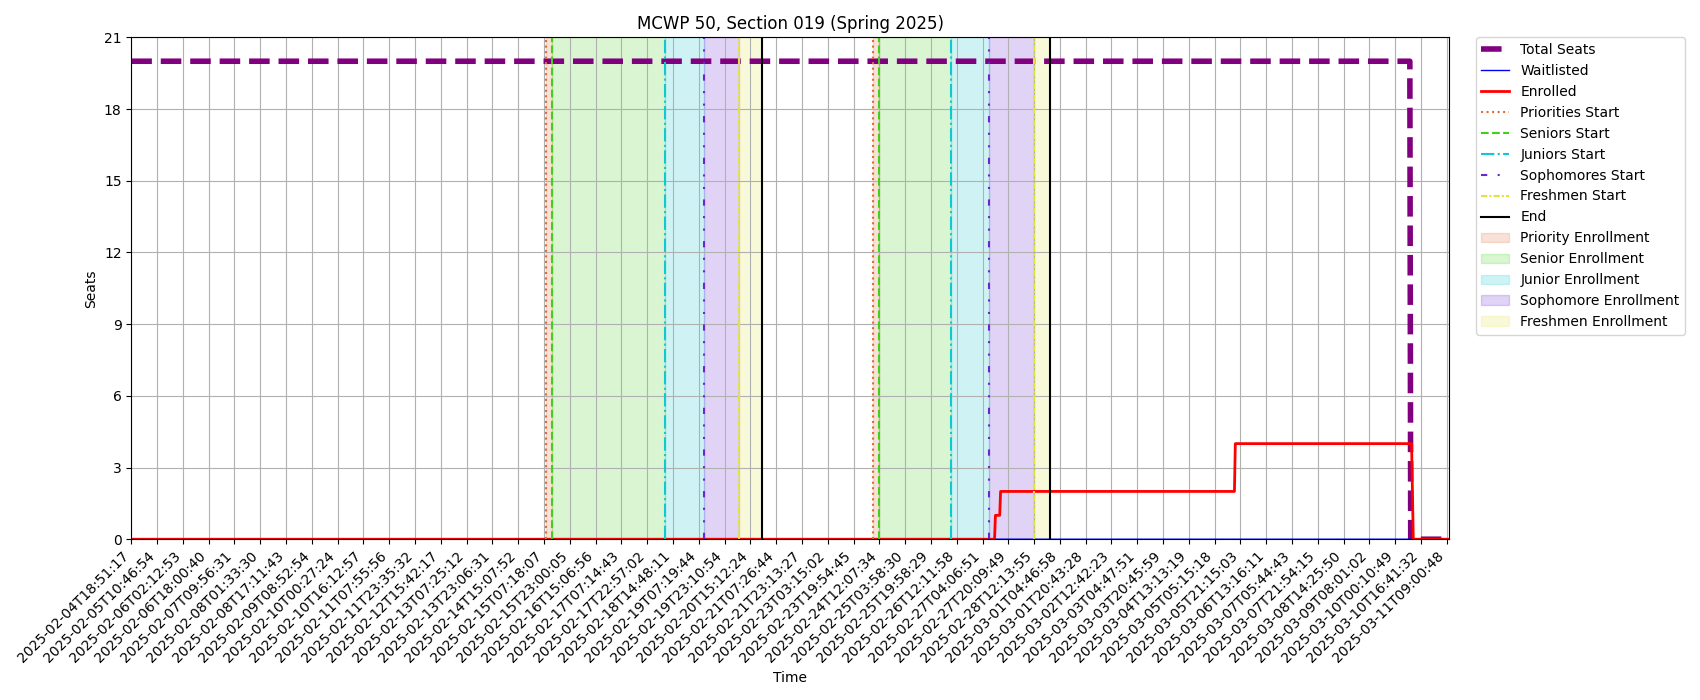 MCWP 50, Section 019 (Spring 2025)
21
18
15
12
9
6
3
0
Seats
2025-02-04T18:51:17
2025-02-05T10:46:54
2025-02-06T02:12:53
2025-02-06T18:00:40
2025-02-07T09:56:31
2025-02-08T01:33:30
2025-02-08T17:11:43
2025-02-09T08:52:54
2025-02-10T00:27:24
2025-02-10T16:12:57
2025-02-11T07:55:56
2025-02-11T23:35:32
2025-02-12T15:42:17
2025-02-13T07:25:12
2025-02-13T23:06:31
2025-02-14T15:07:52
2025-02-15T07:18:07
2025-02-15T23:00:05
2025-02-16T15:06:56
2025-02-17T07:14:43
2025-02-17T22:57:02
2025-02-18T14:48:11
2025-02-19T07:19:44
2025-02-19T23:10:54
2025-02-20T15:12:24
2025-02-21T07:26:44
2025-02-21T23:13:27
2025-02-23T03:15:02
2025-02-23T19:54:45
2025-02-24T12:07:34
2025-02-25T03:58:30
2025-02-25T19:58:29
2025-02-26T12:11:58
2025-02-27T04:06:51
2025-02-27T20:09:49
2025-02-28T12:13:55
2025-03-01T04:46:58
2025-03-01T20:43:28
2025-03-02T12:42:23
2025-03-03T04:47:51
2025-03-03T20:45:59
2025-03-04T13:13:19
2025-03-05T05:15:18
2025-03-05T21:15:03
2025-03-06T13:16:11
2025-03-07T05:44:43
2025-03-07T21:54:15
2025-03-08T14:25:50
2025-03-09T08:01:02
2025-03-10T00:10:49
2025-03-10T16:41:32
2025-03-11T09:00:48
Time
Total Seats
Waitlisted
Enrolled
Priorities Start
Seniors Start
Juniors Start
Sophomores Start
Freshmen Start
End
Priority Enrollment
Senior Enrollment
Junior Enrollment
Sophomore Enrollment
Freshmen Enrollment